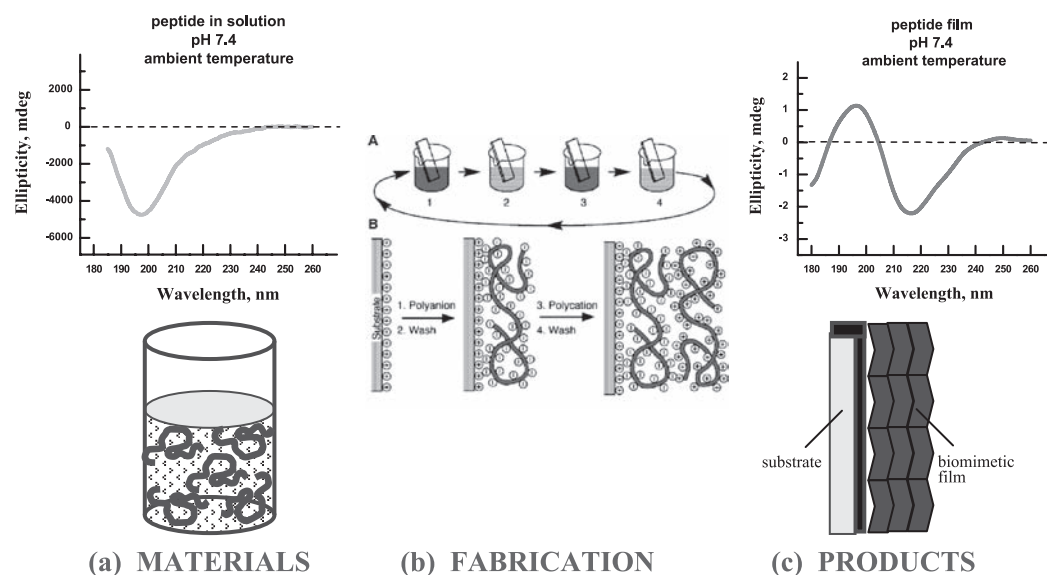 peptide in solution
pH 7.4
ambient temperature
Ellipticity, mdeg
2000
0
-2000
-4000
-6000
180 190 200 210 220 230 240 250 260
Wavelength, nm
(a) MATERIALS
A
1 2 3 4
B
Substrate
1. Polyanion
2. Wash
3. Polycation
4. Wash
(b) FABRICATION
peptide film
pH 7.4
ambient temperature
Ellipticity, mdeg
2
1
0
-1
-2
-3
180 190 200 210 220 230 240 250 260
Wavelength, nm
substrate
biomimetic
film
(c) PRODUCTS